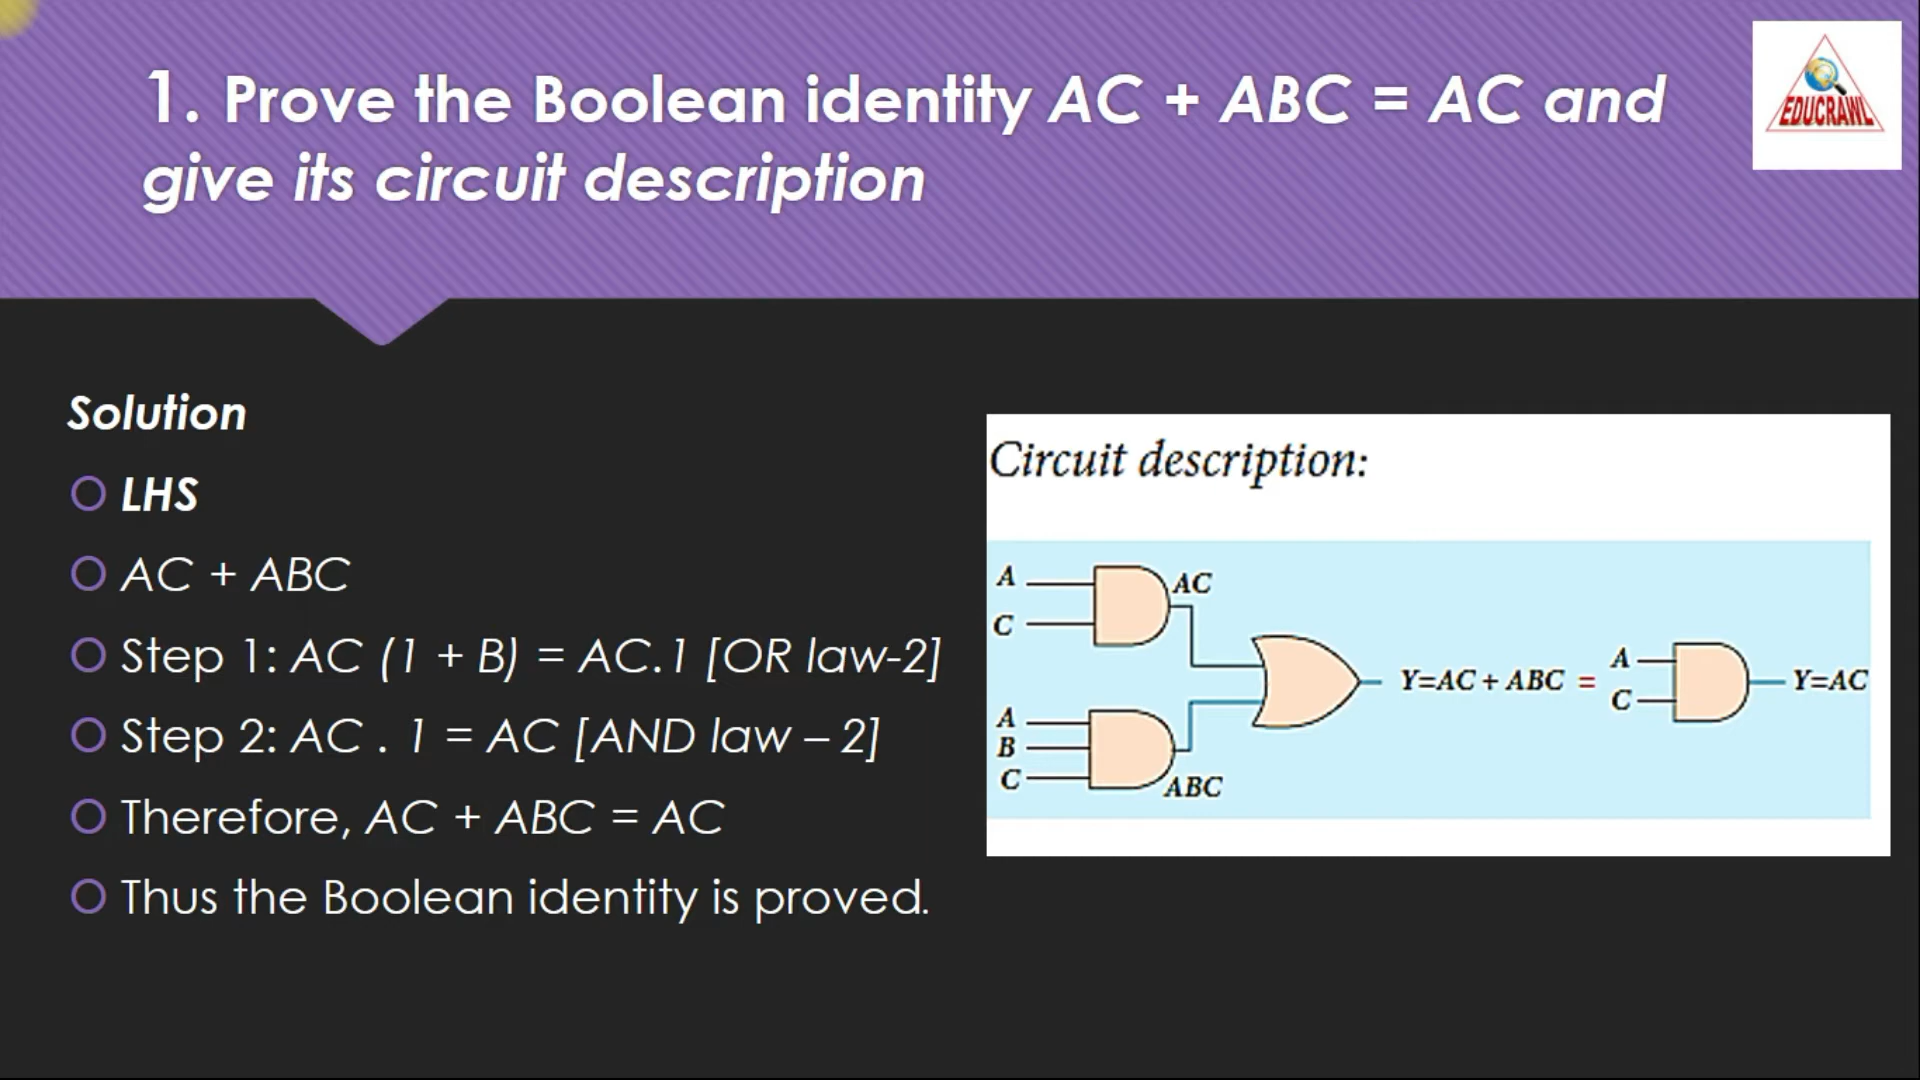 1. Prove the Boolean identity AC + ABC = AC and
give its circuit description
EDUCRAWL
Solution
LHS
AC + ABC
Step 1: AC (1 + B) = AC.1 [OR law-2]
Step 2: AC . 1 = AC [AND law – 2]
Therefore, AC + ABC = AC
Thus the Boolean identity is proved.
Circuit description:
A
C
AC
A
B
C
ABC
Y=AC + ABC =
A
C
Y=AC